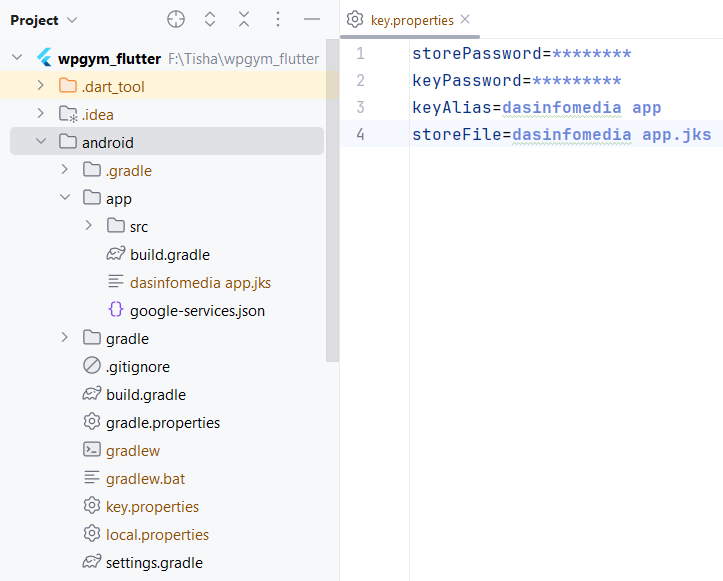 Project
wpgym_flutter F:\Tisha\wpgym_flutter
.dart_tool
.idea
android
.gradle
app
src
build.gradle
dasinfomedia app.jks
google-services.json
gradle
.gitignore
build.gradle
gradle.properties
gradlew
gradlew.bat
key.properties
local.properties
settings.gradle
key.properties
1 storePassword=********
2 keyPassword=*********
3 keyAlias=dasinfomedia app
4 storeFile=dasinfomedia app.jks